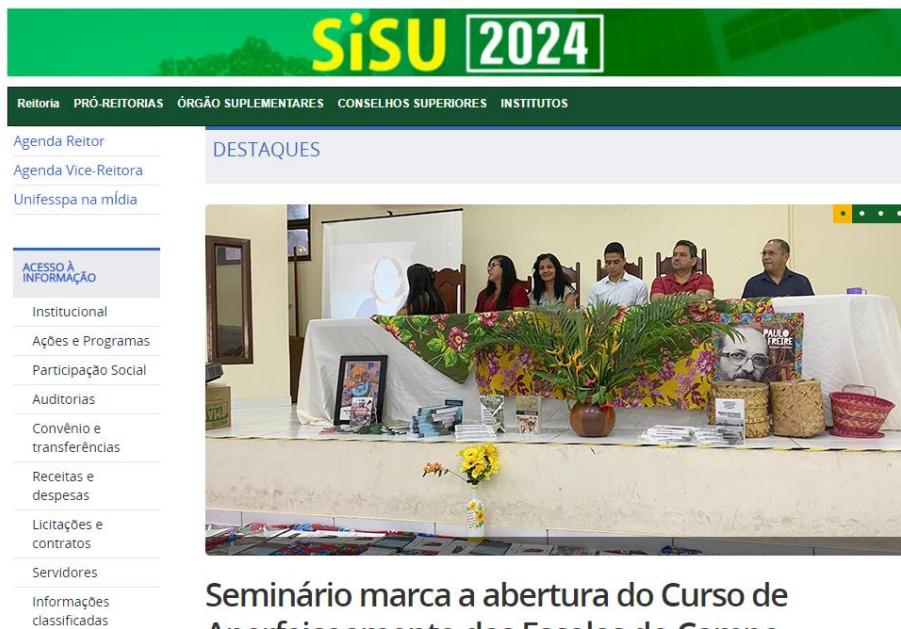 SiSU 2024
Reitoria PRÓ-REITORIAS ÓRGÃO SUPLEMENTARES CONSELHOS SUPERIORES INSTITUTOS
Agenda Reitor
Agenda Vice-Reitora
Unifesspa na mÍdia
ACESSO À
INFORMAÇÃO
Institucional
Ações e Programas
Participação Social
Auditorias
Convênio e
transferências
Receitas e
despesas
Licitações e
contratos
Servidores
Informações
classificadas
DESTAQUES
PAULO
FREIRE
Seminário marca a abertura do Curso de